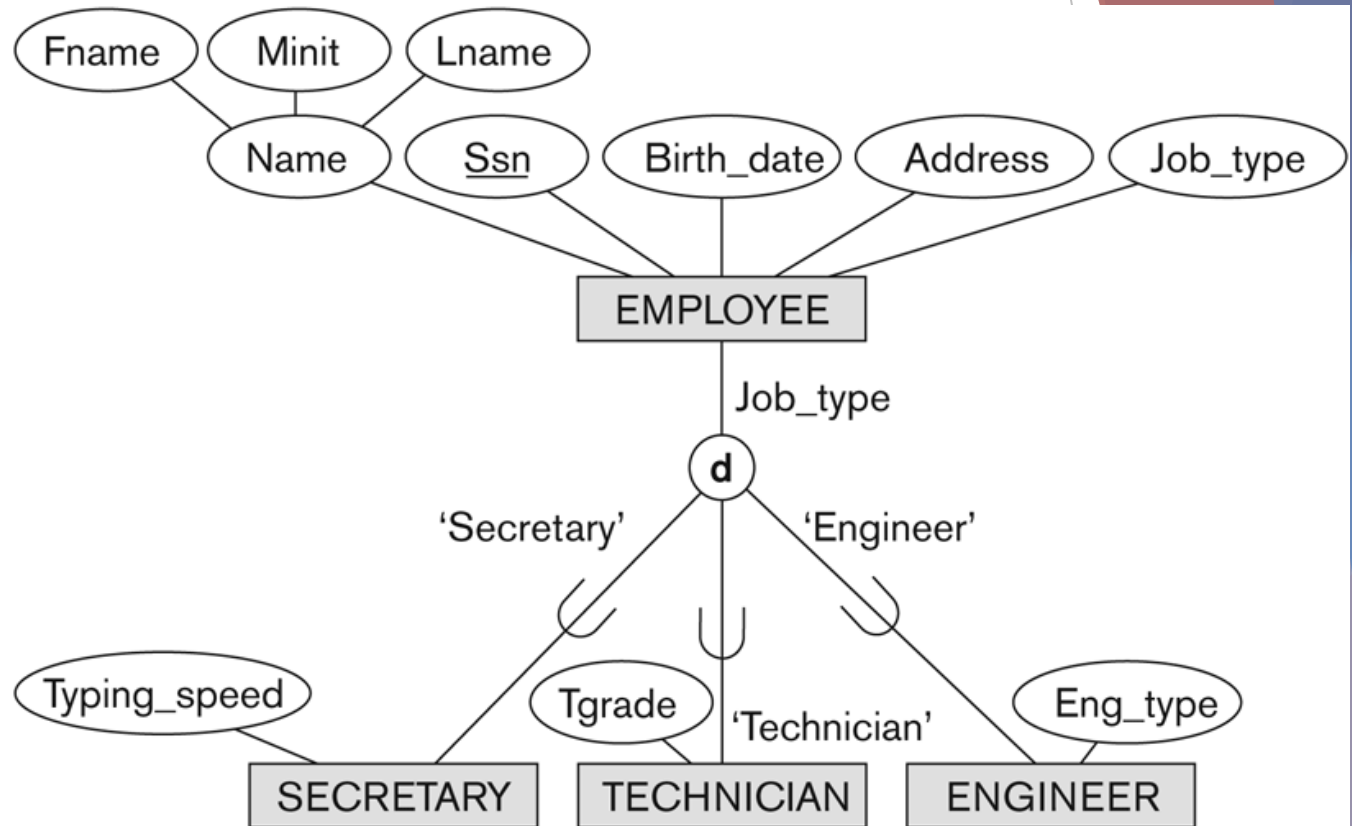 Fname Minit Lname
Name Ssn Birth_date Address Job_type
EMPLOYEE
Job_type
d
‘Secretary’ ‘Engineer’
Typing_speed Tgrade Eng_type
‘Technician’
SECRETARY TECHNICIAN ENGINEER